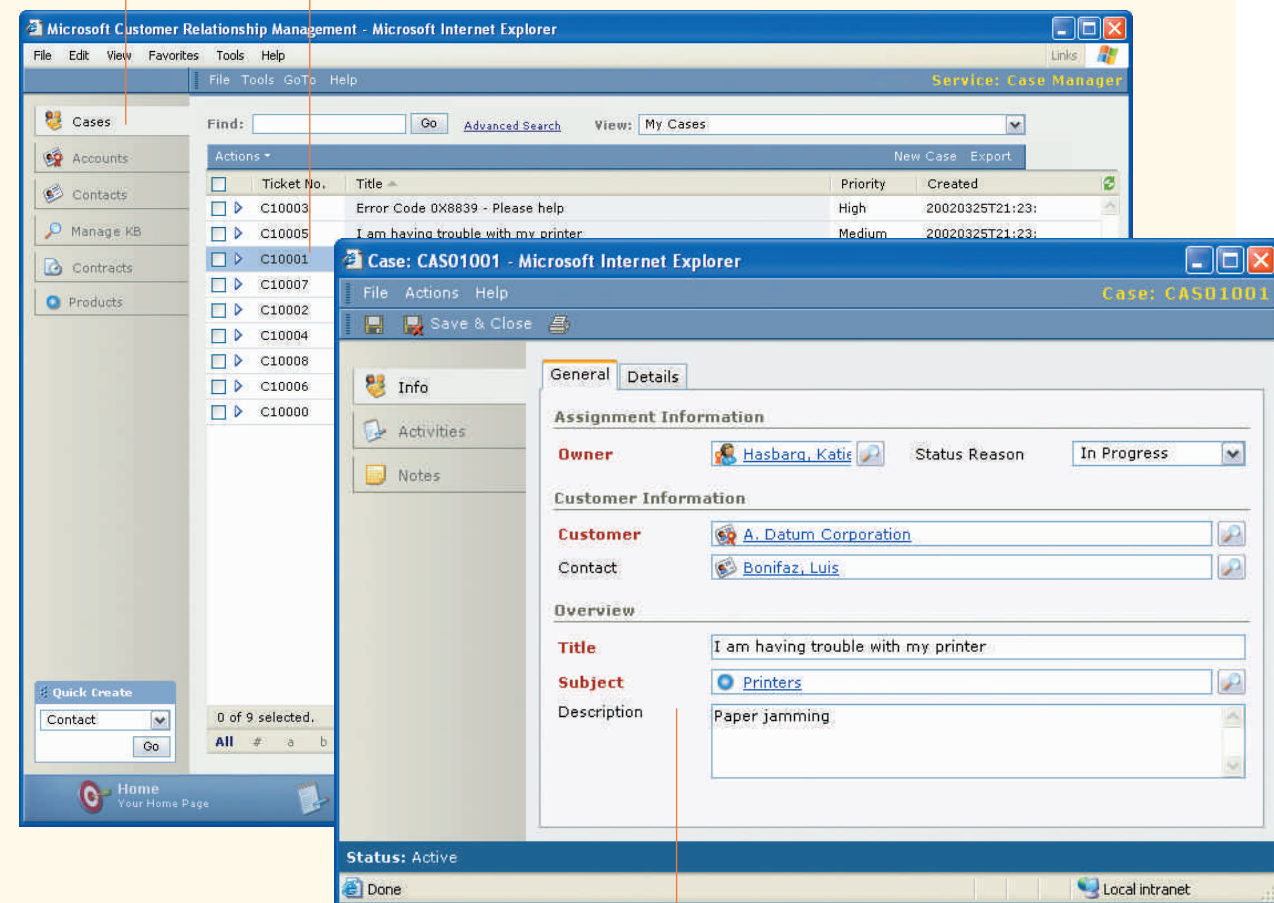 Microsoft Customer Relationship Management - Microsoft Internet Explorer
File Edit View Favorites Tools Help Links
File Tools GoTo Help Service: Case Manager
Cases
Accounts
Contacts
Manage KB
Contracts
Products
Find: Go Advanced Search View: My Cases
Actions New Case Export
Ticket No. Title Priority Created
C10003 Error Code 0X8839 - Please help High 20020325T21:23:
C10005 I am having trouble with my printer Medium 20020325T21:23:
C10001
C10007
C10002
C10004
C10008
C10006
C10000
Quick Create
Contact
Go
0 of 9 selected.
All # a b
Home
Your Home Page
Case: CAS01001 - Microsoft Internet Explorer
File Actions Help Case: CAS01001
Save & Close
Info
Activities
Notes
General Details
Assignment Information
Owner Hasbarg, Katie Status Reason In Progress
Customer Information
Customer A. Datum Corporation
Contact Bonifaz, Luis
Overview
Title I am having trouble with my printer
Subject Printers
Description Paper jamming
Status: Active
Done Local intranet